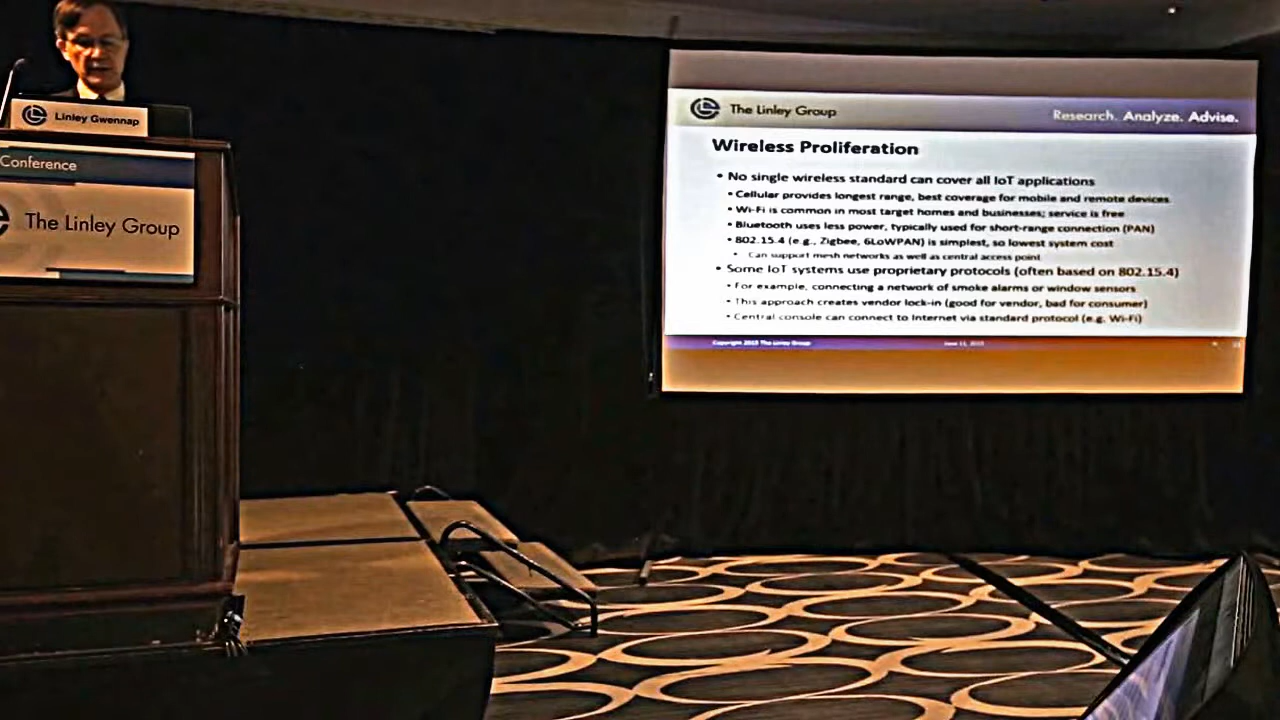 Linley Gwennap
Conference
The Linley Group
The Linley Group
Research. Analyze. Advise.
Wireless Proliferation
• No single wireless standard can cover all IoT applications
• Cellular provides longest range, best coverage for mobile and remote devices
• Wi-Fi is common in most target homes and businesses; service is free
• Bluetooth uses less power, typically used for short-range connection (PAN)
• 802.15.4 (e.g., Zigbee, 6LoWPAN) is simplest, so lowest system cost
• Can support mesh networks as well as central access point
• Some IoT systems use proprietary protocols (often based on 802.15.4)
• For example, connecting a network of smoke alarms or window sensors
• This approach creates vendor lock-in (good for vendor, bad for consumer)
• Central console can connect to Internet via standard protocol (e.g. Wi-Fi)
Copyright 2015 The Linley Group